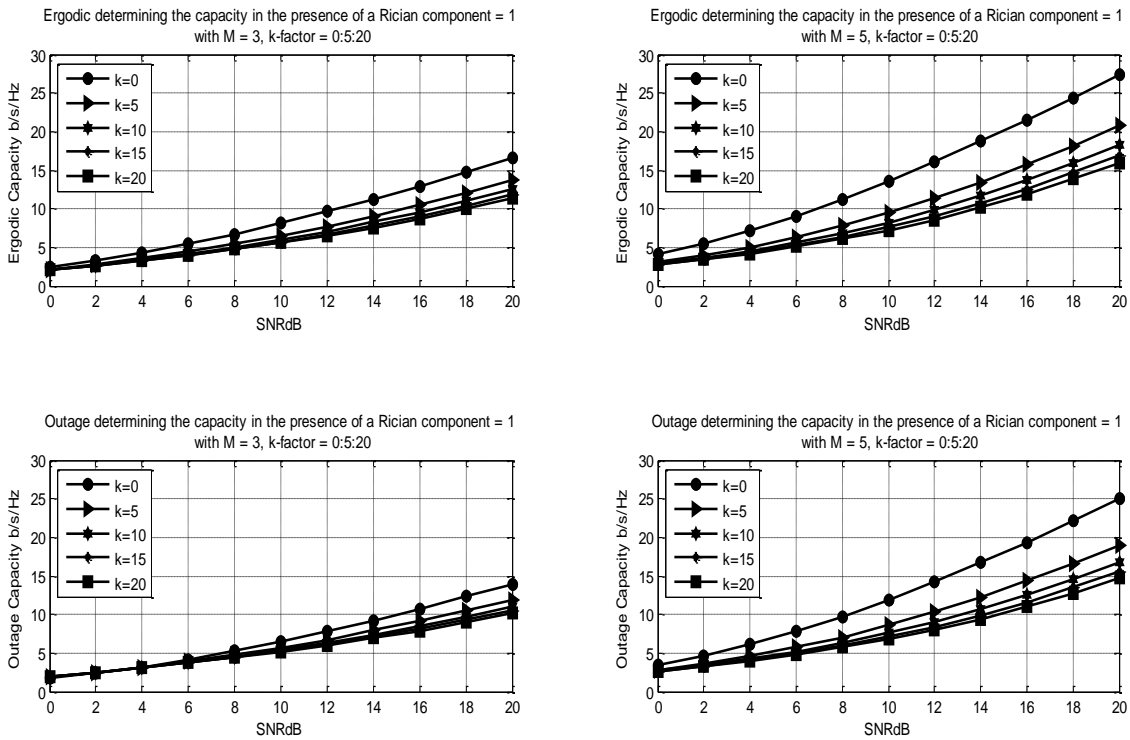 Ergodic determining the capacity in the presence of a Rician component = 1
with M = 3, k-factor = 0:5:20
30
25
20
15
10
5
0
Ergodic Capacity b/s/Hz
k=0
k=5
k=10
k=15
k=20
0 2 4 6 8 10 12 14 16 18 20
SNRdB
Ergodic determining the capacity in the presence of a Rician component = 1
with M = 5, k-factor = 0:5:20
30
25
20
15
10
5
0
Ergodic Capacity b/s/Hz
k=0
k=5
k=10
k=15
k=20
0 2 4 6 8 10 12 14 16 18 20
SNRdB
Outage determining the capacity in the presence of a Rician component = 1
with M = 3, k-factor = 0:5:20
30
25
20
15
10
5
0
Outage Capacity b/s/Hz
k=0
k=5
k=10
k=15
k=20
0 2 4 6 8 10 12 14 16 18 20
SNRdB
Outage determining the capacity in the presence of a Rician component = 1
with M = 5, k-factor = 0:5:20
30
25
20
15
10
5
0
Outage Capacity b/s/Hz
k=0
k=5
k=10
k=15
k=20
0 2 4 6 8 10 12 14 16 18 20
SNRdB